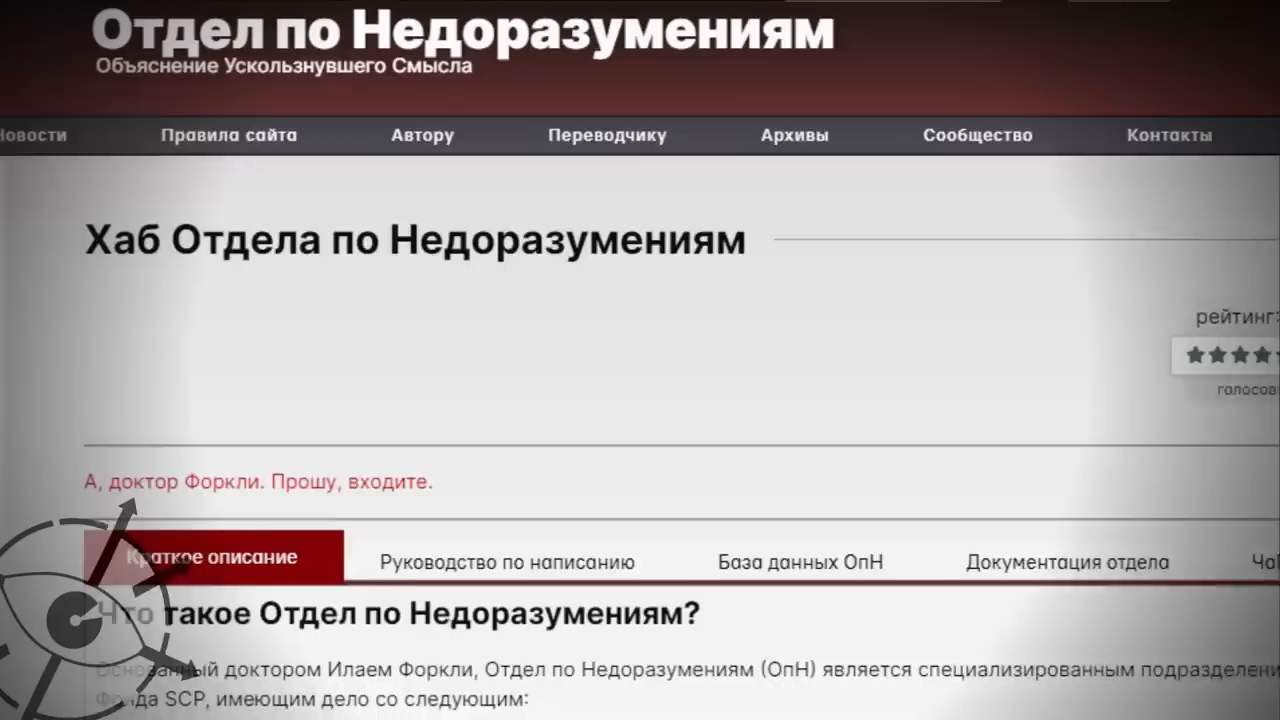 Отдел по Недоразумениям
Объяснение Ускользнувшего Смысла
Новости Правила сайта Автору Переводчику Архивы Сообщество Контакты
Хаб Отдела по Недоразумениям
рейтинг:
голосов
А, доктор Форкли. Прошу, входите.
Краткое описание Руководство по написанию База данных ОпН Документация отдела
Что такое Отдел по Недоразумениям?
Основанный доктором Илаем Форкли, Отдел по Недоразумениям (ОпН) является специализированным подразделени
Фонда SCP, имеющим дело со следующим: